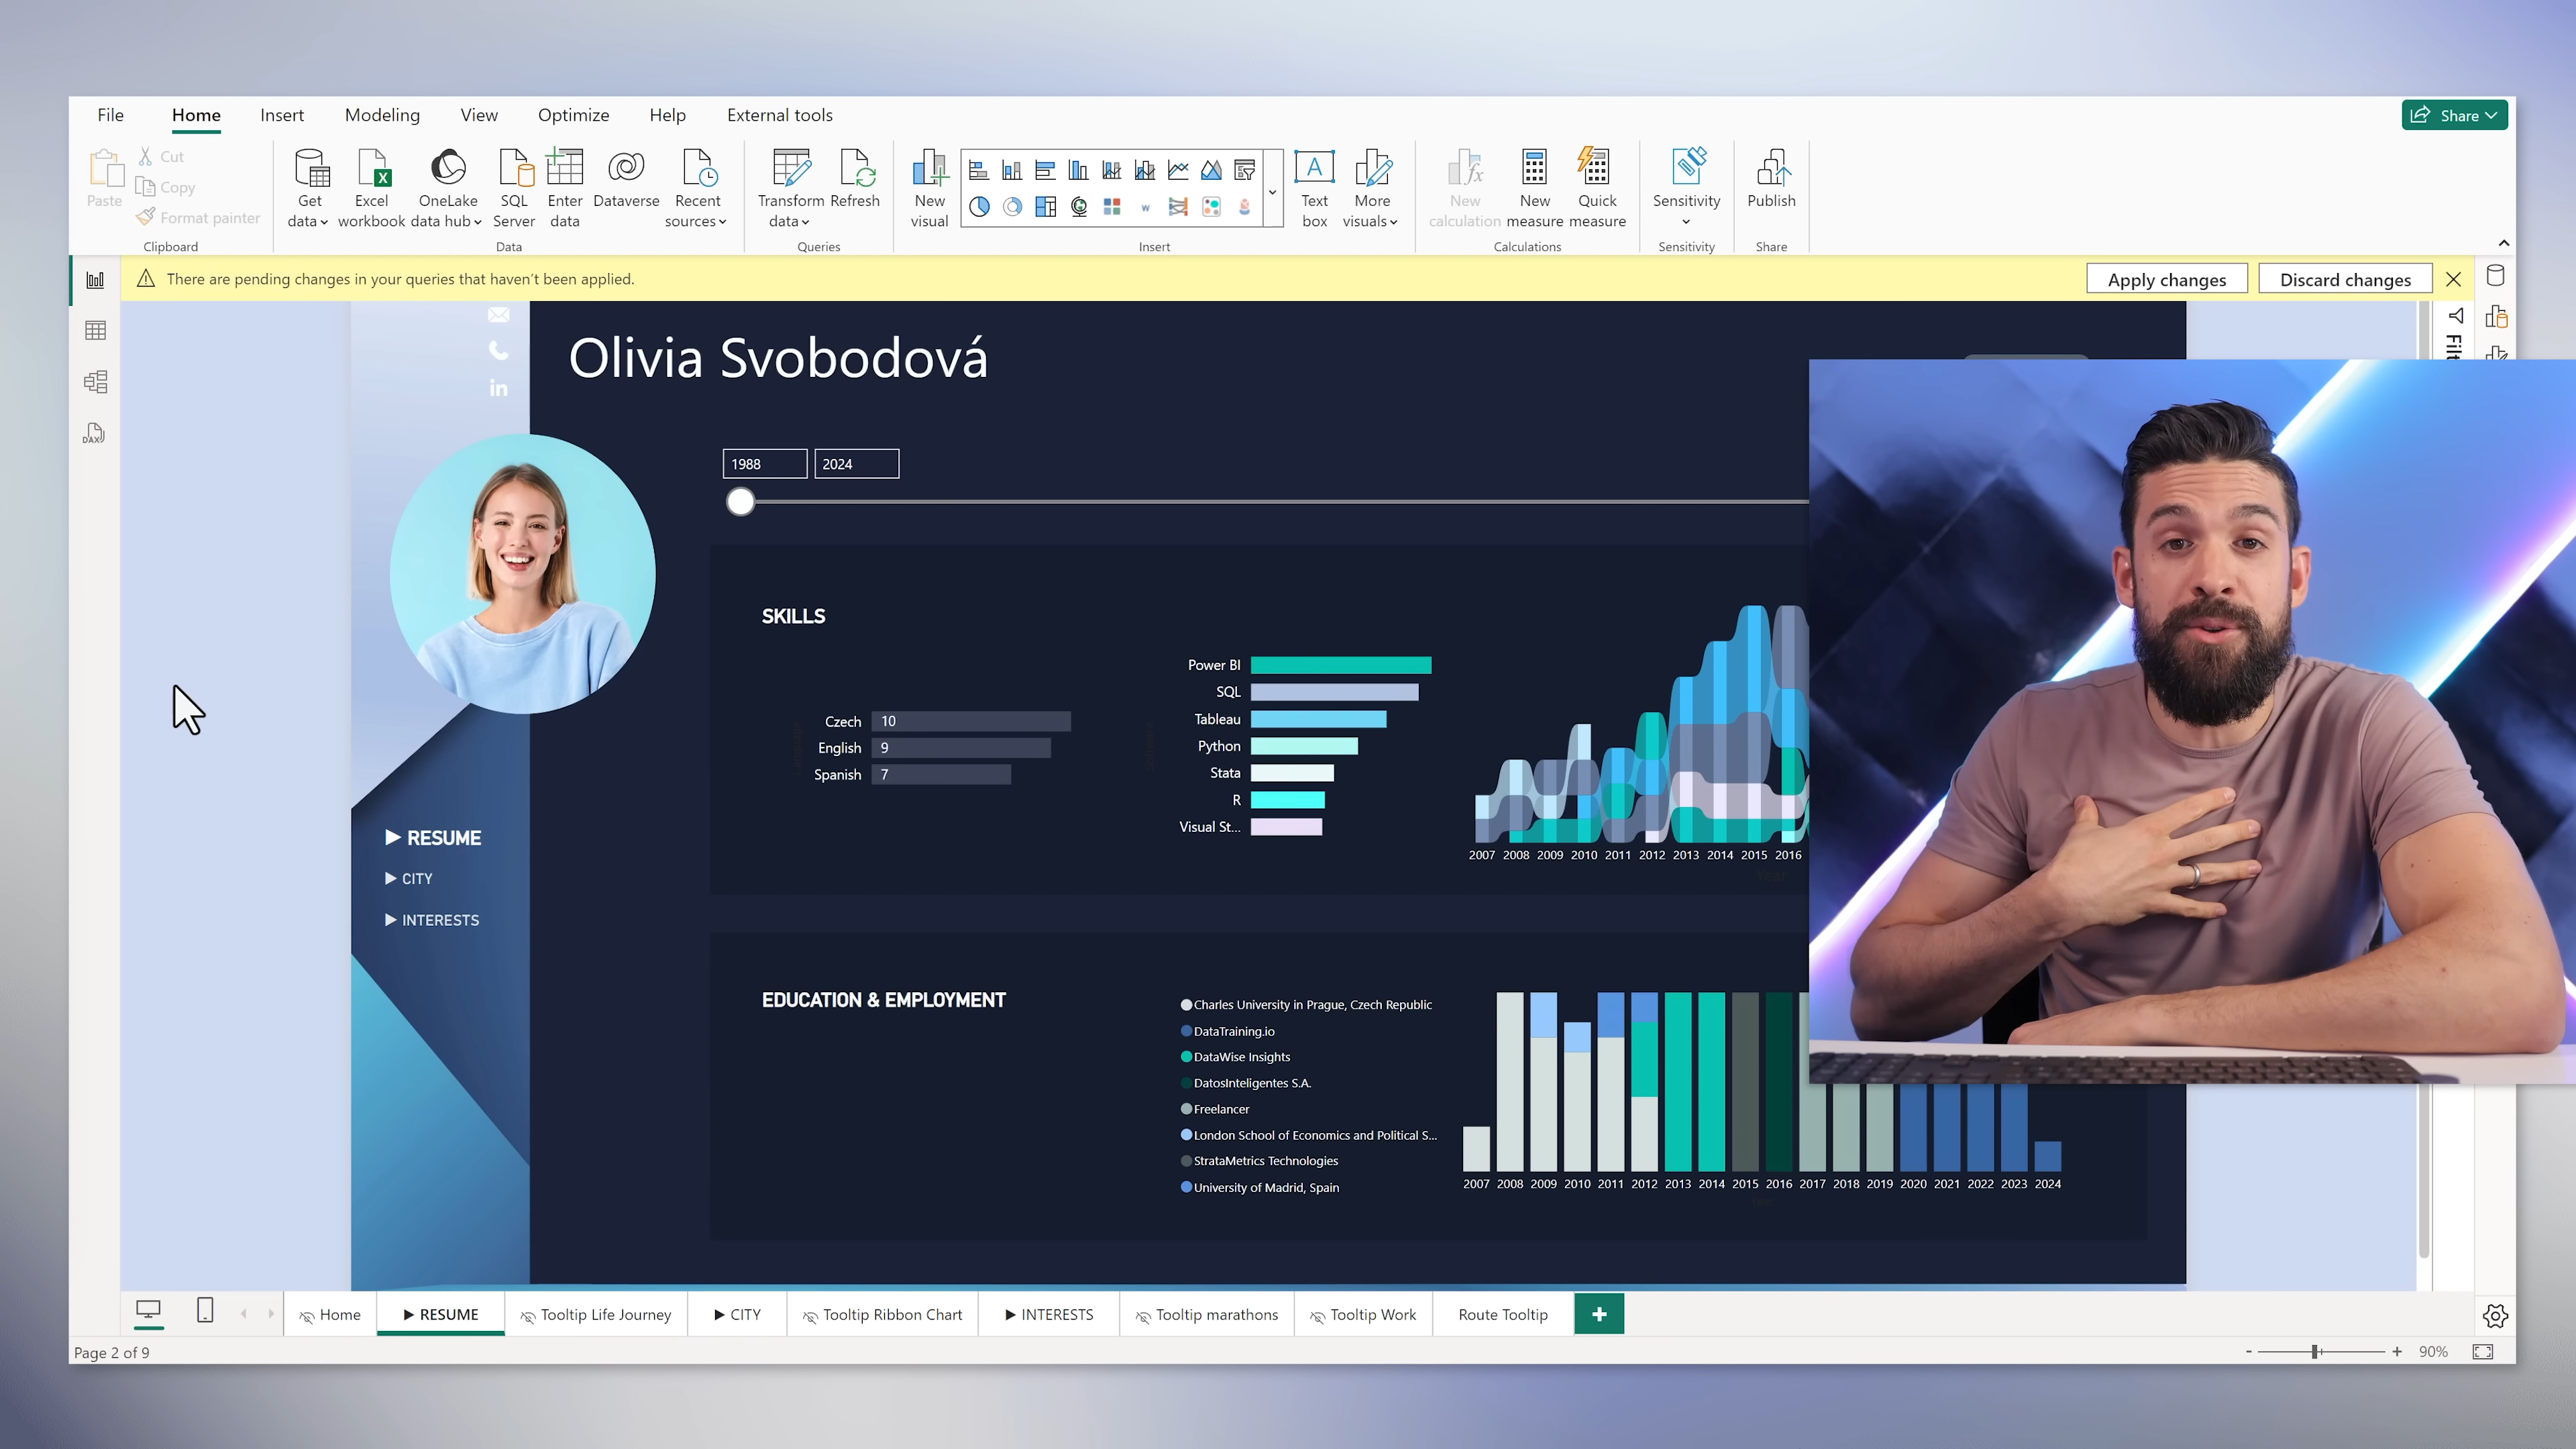 File Home Insert Modeling View Optimize Help External tools Share
Paste Cut Copy Format painter
Clipboard
Get data Excel workbook OneLake data hub SQL Server Enter data Dataverse Recent sources
Data
Transform data Refresh
Queries
New visual Text box More visuals
Insert
New calculation New measure Quick measure
Calculations
Sensitivity
Sensitivity
Publish
Share
There are pending changes in your queries that haven't been applied. Apply changes Discard changes
DAX
in
Olivia Svobodová
1988 2024
SKILLS
Czech 10
English 9
Spanish 7
Power BI
SQL
Tableau
Python
Stata
R
Visual St...
2007 2008 2009 2010 2011 2012 2013 2014 2015 2016
RESUME
CITY
INTERESTS
EDUCATION & EMPLOYMENT
Charles University in Prague, Czech Republic
DataTraining.io
DataWise Insights
DatosInteligentes S.A.
Freelancer
London School of Economics and Political S...
StrataMetrics Technologies
University of Madrid, Spain
2007 2008 2009 2010 2011 2012 2013 2014 2015 2016 2017 2018 2019 2020 2021 2022 2023 2024
Home RESUME Tooltip Life Journey CITY Tooltip Ribbon Chart INTERESTS Tooltip marathons Tooltip Work Route Tooltip +
Page 2 of 9 - + 90%